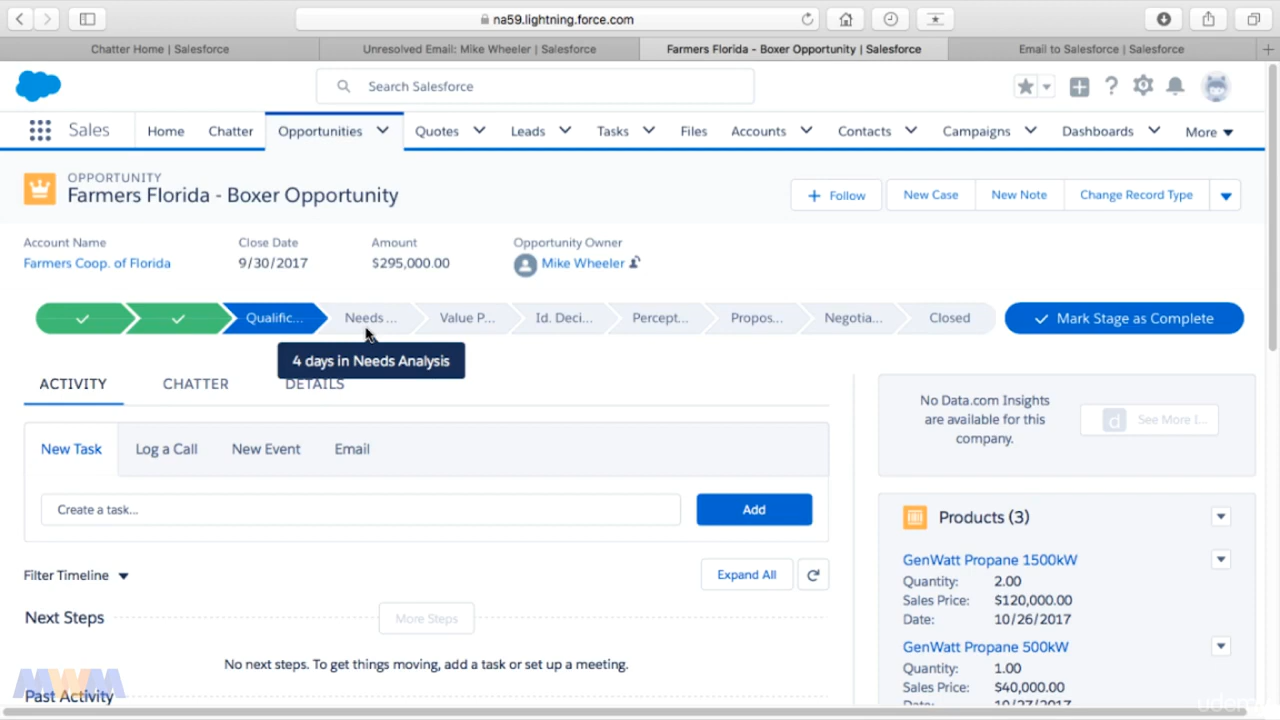 na59.lightning.force.com
Chatter Home | Salesforce
Unresolved Email: Mike Wheeler | Salesforce
Farmers Florida - Boxer Opportunity | Salesforce
Email to Salesforce | Salesforce
Search Salesforce
Sales
Home
Chatter
Opportunities
Quotes
Leads
Tasks
Files
Accounts
Contacts
Campaigns
Dashboards
More
OPPORTUNITY
Farmers Florida - Boxer Opportunity
+ Follow
New Case
New Note
Change Record Type
Account Name
Close Date
Amount
Opportunity Owner
Farmers Coop. of Florida
9/30/2017
$295,000.00
Mike Wheeler
Qualific...
Needs ...
Value P...
Id. Deci...
Percept...
Propos...
Negotia...
Closed
Mark Stage as Complete
4 days in Needs Analysis
ACTIVITY
CHATTER
DETAILS
New Task
Log a Call
New Event
Email
Create a task...
Add
Filter Timeline
Expand All
Next Steps
More Steps
No next steps. To get things moving, add a task or set up a meeting.
Past Activity
MWM
No Data.com Insights
are available for this
company.
d
See More I...
Products (3)
GenWatt Propane 1500kW
Quantity: 2.00
Sales Price: $120,000.00
Date: 10/26/2017
GenWatt Propane 500kW
Quantity: 1.00
Sales Price: $40,000.00
Date: 10/27/2017
udemy